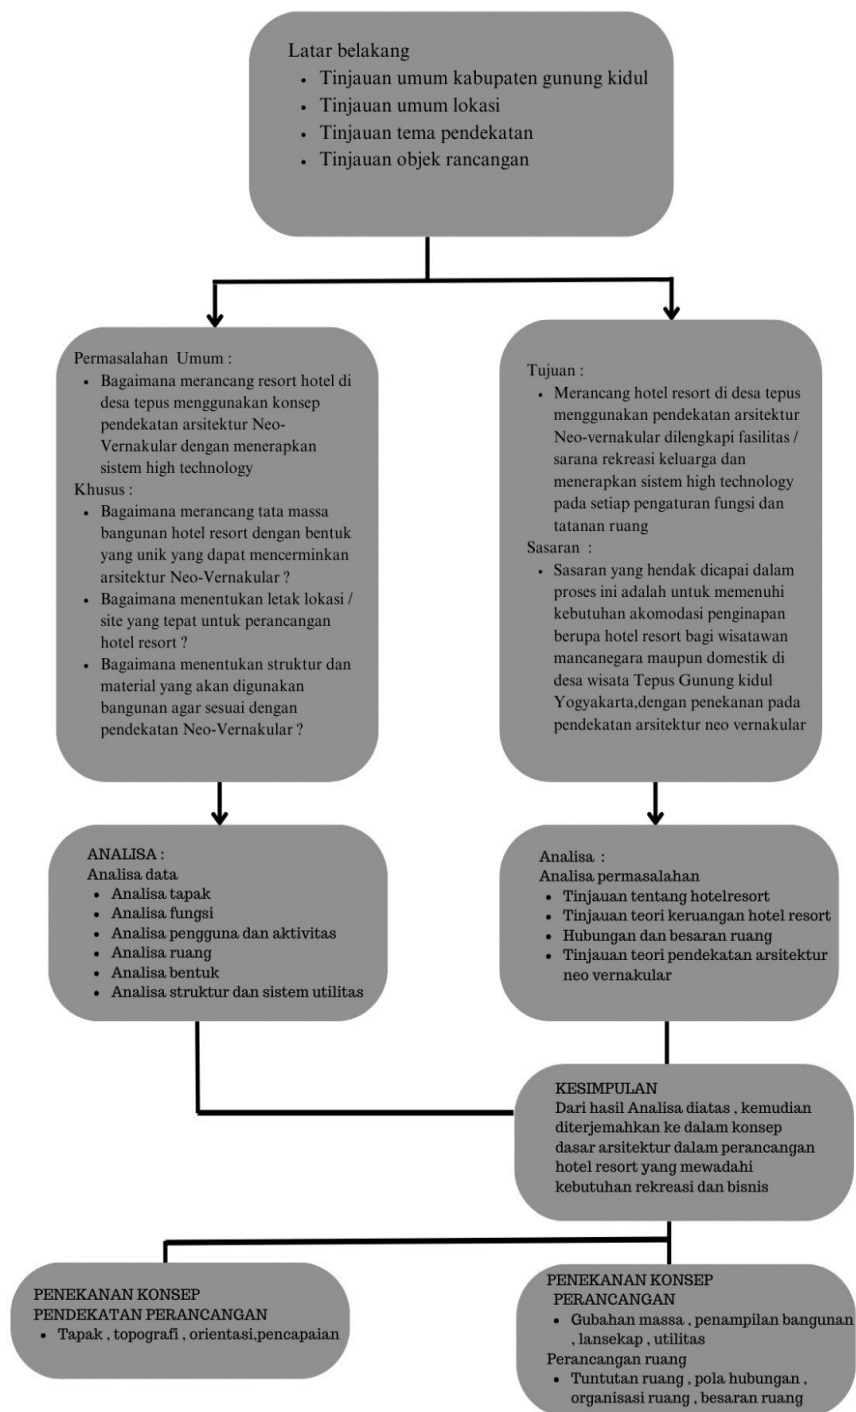 Latar belakang
• Tinjauan umum kabupaten gunung kidul
• Tinjauan umum lokasi
• Tinjauan tema pendekatan
• Tinjauan objek rancangan
Permasalahan Umum :
• Bagaimana merancang resort hotel di
desa tepus menggunakan konsep
pendekatan arsitektur Neo-
Vernakular dengan menerapkan
sistem high technology
Khusus :
• Bagaimana merancang tata massa
bangunan hotel resort dengan bentuk
yang unik yang dapat mencerminkan
arsitektur Neo-Vernakular ?
• Bagaimana menentukan letak lokasi /
site yang tepat untuk perancangan
hotel resort ?
• Bagaimana menentukan struktur dan
material yang akan digunakan
bangunan agar sesuai dengan
pendekatan Neo-Vernakular ?
Tujuan :
• Merancang hotel resort di desa tepus
menggunakan pendekatan arsitektur
Neo-vernakular dilengkapi fasilitas /
sarana rekreasi keluarga dan
menerapkan sistem high technology
pada setiap pengaturan fungsi dan
tatanan ruang
Sasaran :
• Sasaran yang hendak dicapai dalam
proses ini adalah untuk memenuhi
kebutuhan akomodasi penginapan
berupa hotel resort bagi wisatawan
mancanegara maupun domestik di
desa wisata Tepus Gunung kidul
Yogyakarta,dengan penekanan pada
pendekatan arsitektur neo vernakular
ANALISA :
Analisa data
• Analisa tapak
• Analisa fungsi
• Analisa pengguna dan aktivitas
• Analisa ruang
• Analisa bentuk
• Analisa struktur dan sistem utilitas
Analisa :
Analisa permasalahan
• Tinjauan tentang hotelresort
• Tinjauan teori keruangan hotel resort
• Hubungan dan besaran ruang
• Tinjauan teori pendekatan arsitektur
neo vernakular
KESIMPULAN
Dari hasil Analisa diatas , kemudian
diterjemahkan ke dalam konsep
dasar arsitektur dalam perancangan
hotel resort yang mewadahi
kebutuhan rekreasi dan bisnis
PENEKANAN KONSEP
PENDEKATAN PERANCANGAN
• Tapak , topografi , orientasi,pencapaian
PENEKANAN KONSEP
PERANCANGAN
• Gubahan massa , penampilan bangunan
, lansekap , utilitas
Perancangan ruang
• Tuntutan ruang , pola hubungan ,
organisasi ruang , besaran ruang